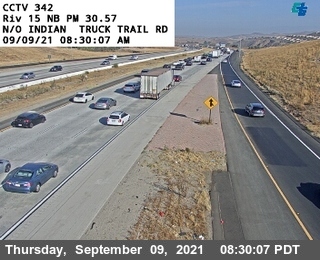 CCTV 342
Riv 15 NB PM 30.57
N/O INDIAN TRUCK TRAIL RD
09/09/21 08:30:07 AM
Thursday, September 09, 2021 08:30:07 PDT